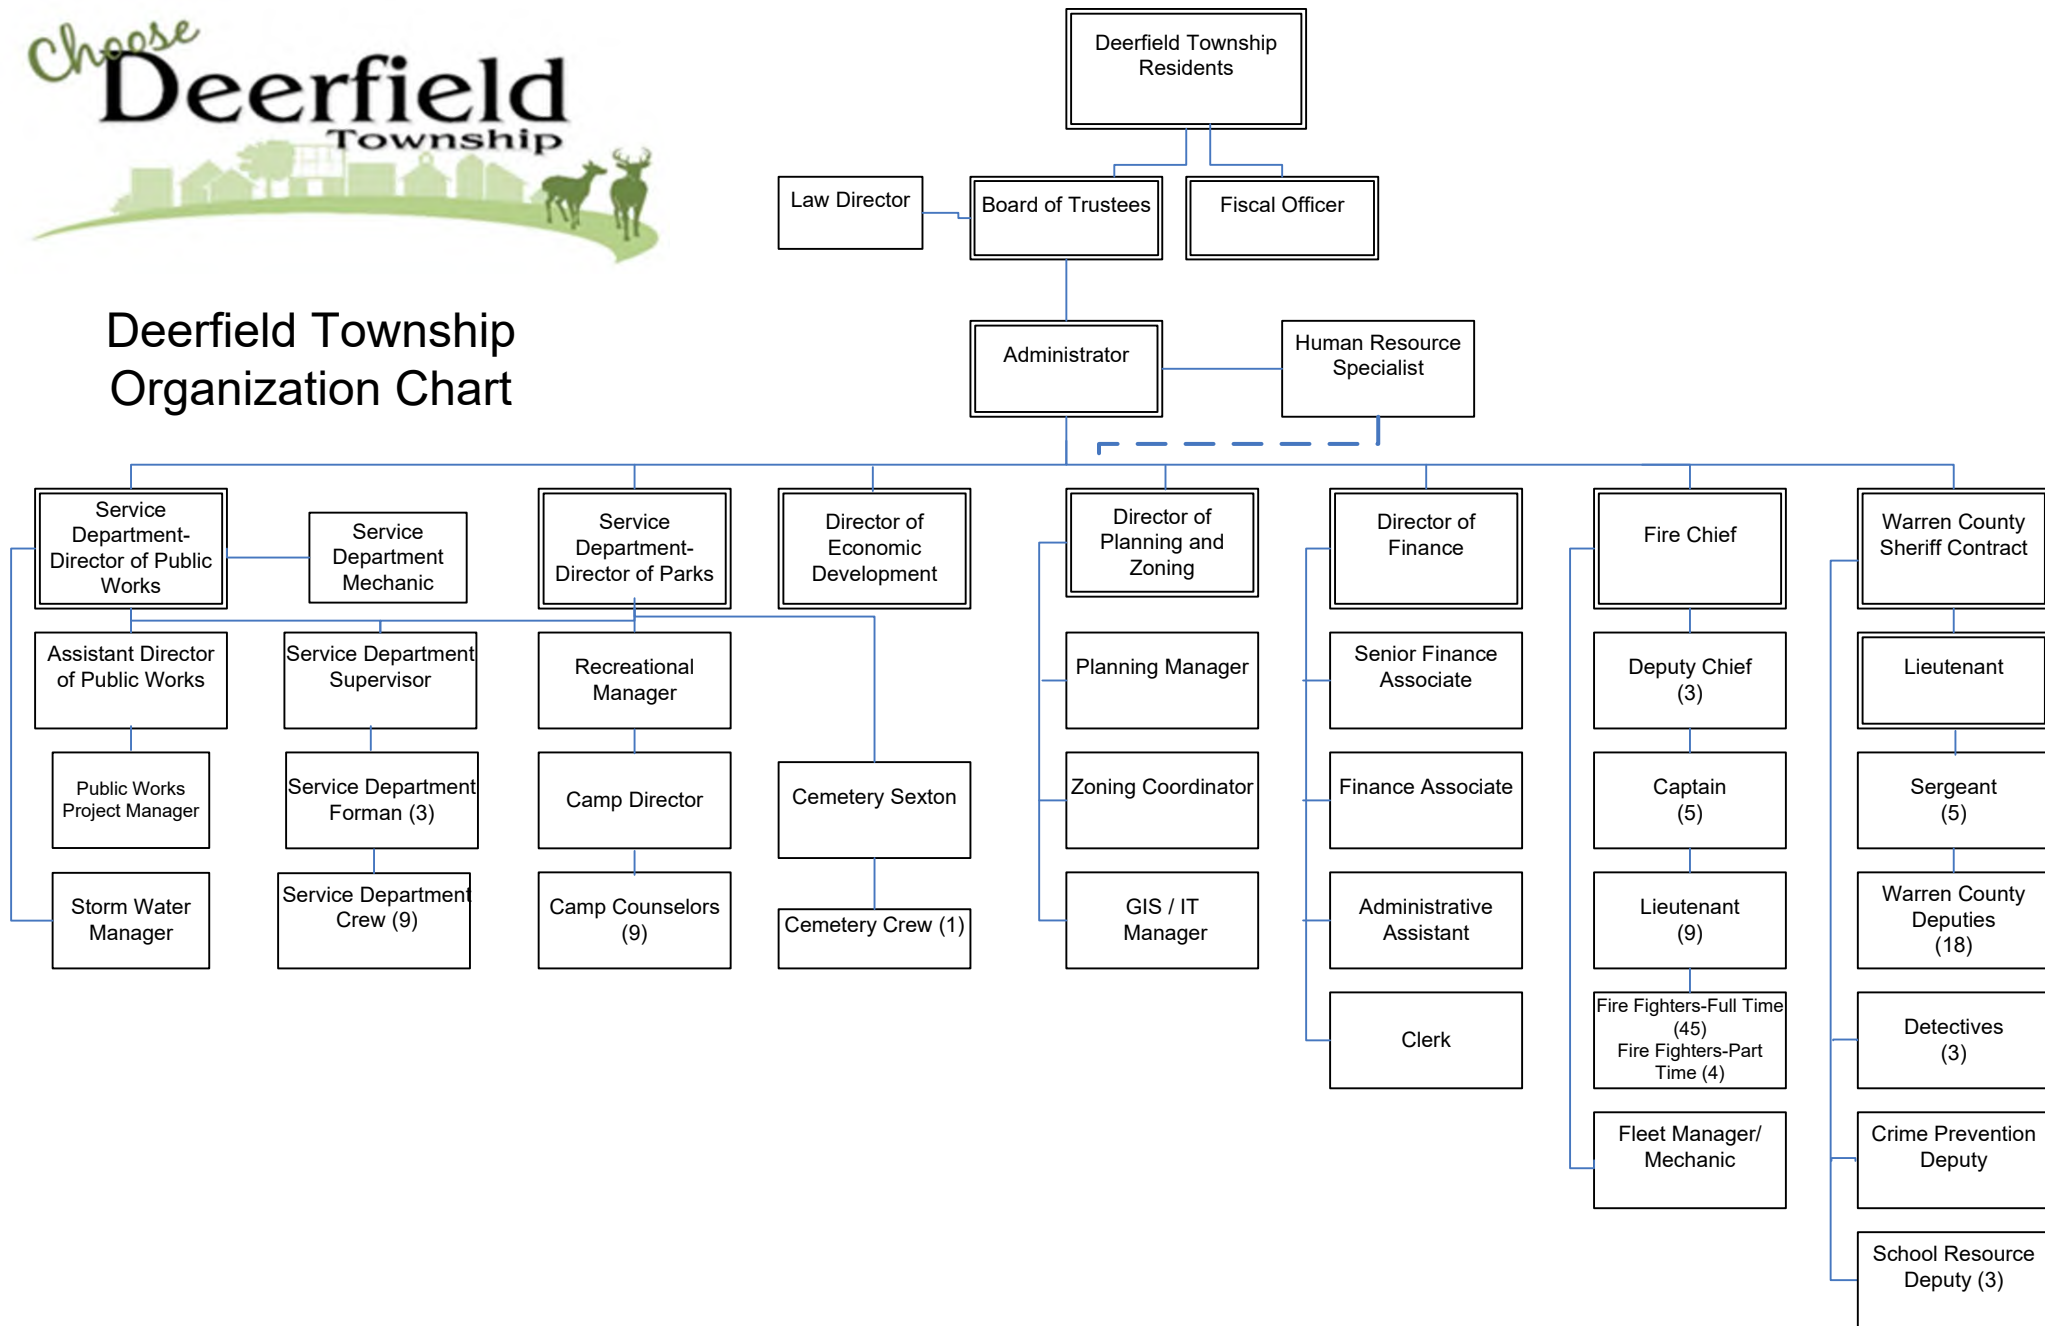 Choose
Deerfield
Township
Deerfield Township
Organization Chart
Deerfield Township
Residents
Law Director
Board of Trustees
Fiscal Officer
Administrator
Human Resource
Specialist
Service
Department-
Director of Public
Works
Service
Department
Mechanic
Service
Department-
Director of Parks
Director of
Economic
Development
Director of
Planning and
Zoning
Director of
Finance
Fire Chief
Warren County
Sheriff Contract
Assistant Director
of Public Works
Service Department
Supervisor
Recreational
Manager
Planning Manager
Senior Finance
Associate
Deputy Chief
(3)
Lieutenant
Public Works
Project Manager
Service Department
Forman (3)
Camp Director
Cemetery Sexton
Zoning Coordinator
Finance Associate
Captain
(5)
Sergeant
(5)
Storm Water
Manager
Service Department
Crew (9)
Camp Counselors
(9)
Cemetery Crew (1)
GIS / IT
Manager
Administrative
Assistant
Lieutenant
(9)
Warren County
Deputies
(18)
Clerk
Fire Fighters-Full Time
(45)
Fire Fighters-Part
Time (4)
Detectives
(3)
Fleet Manager/
Mechanic
Crime Prevention
Deputy
School Resource
Deputy (3)